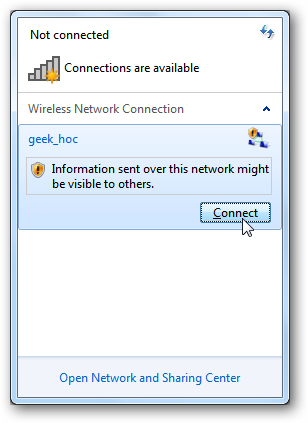 Not connected
Connections are available
Wireless Network Connection
geek_hoc
Information sent over this network might
be visible to others.
Connect
Open Network and Sharing Center